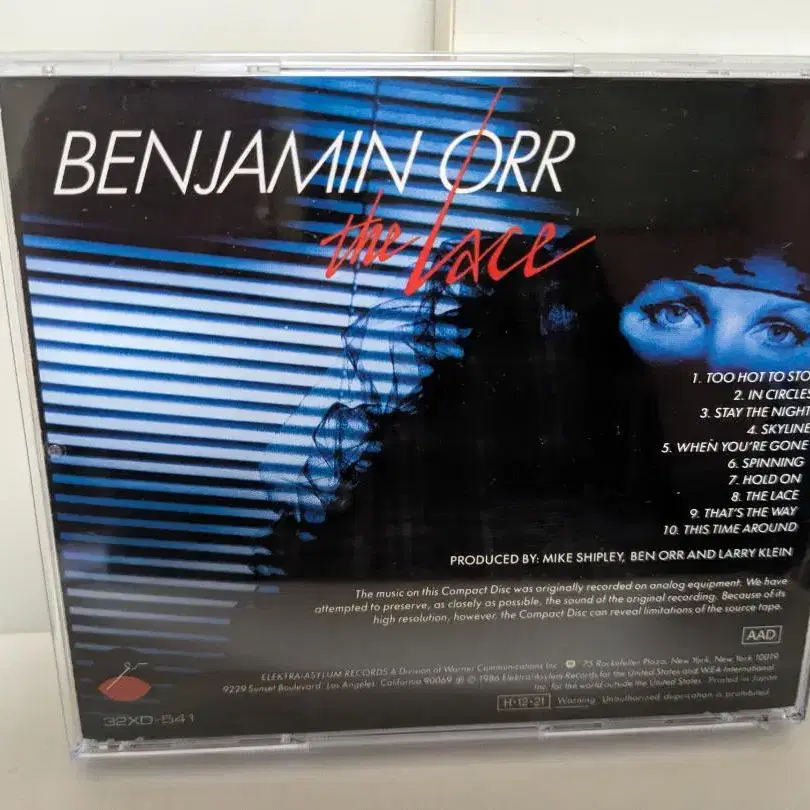 BENJAMIN ORR
the Lace
1. TOO HOT TO STO
2. IN CIRCLES
3. STAY THE NIGHT
4. SKYLINE
5. WHEN YOU'RE GONE
6. SPINNING
7. HOLD ON
8. THE LACE
9. THAT'S THE WAY
10. THIS TIME AROUND
PRODUCED BY: MIKE SHIPLEY, BEN ORR AND LARRY KLEIN
The music on this Compact Disc was originally recorded on analog equipment. We have
attempted to preserve, as closely as possible, the sound of the original recording. Because of its
high resolution, however, the Compact Disc can reveal limitations of the source tape.
AAD
ELEKTRA/ASYLUM RECORDS A Division of Warner Communications Inc. 75 Rockefeller Plaza, New York, New York 10019
9229 Sunset Boulevard, Los Angeles, California 90069 ℗ © 1986 Elektra/Asylum Records for the United States and WEA International
Inc. for the world outside the United States. Printed in Japan
32XD-541
H·12·21 Warning: Unauthorized duplication is prohibited.